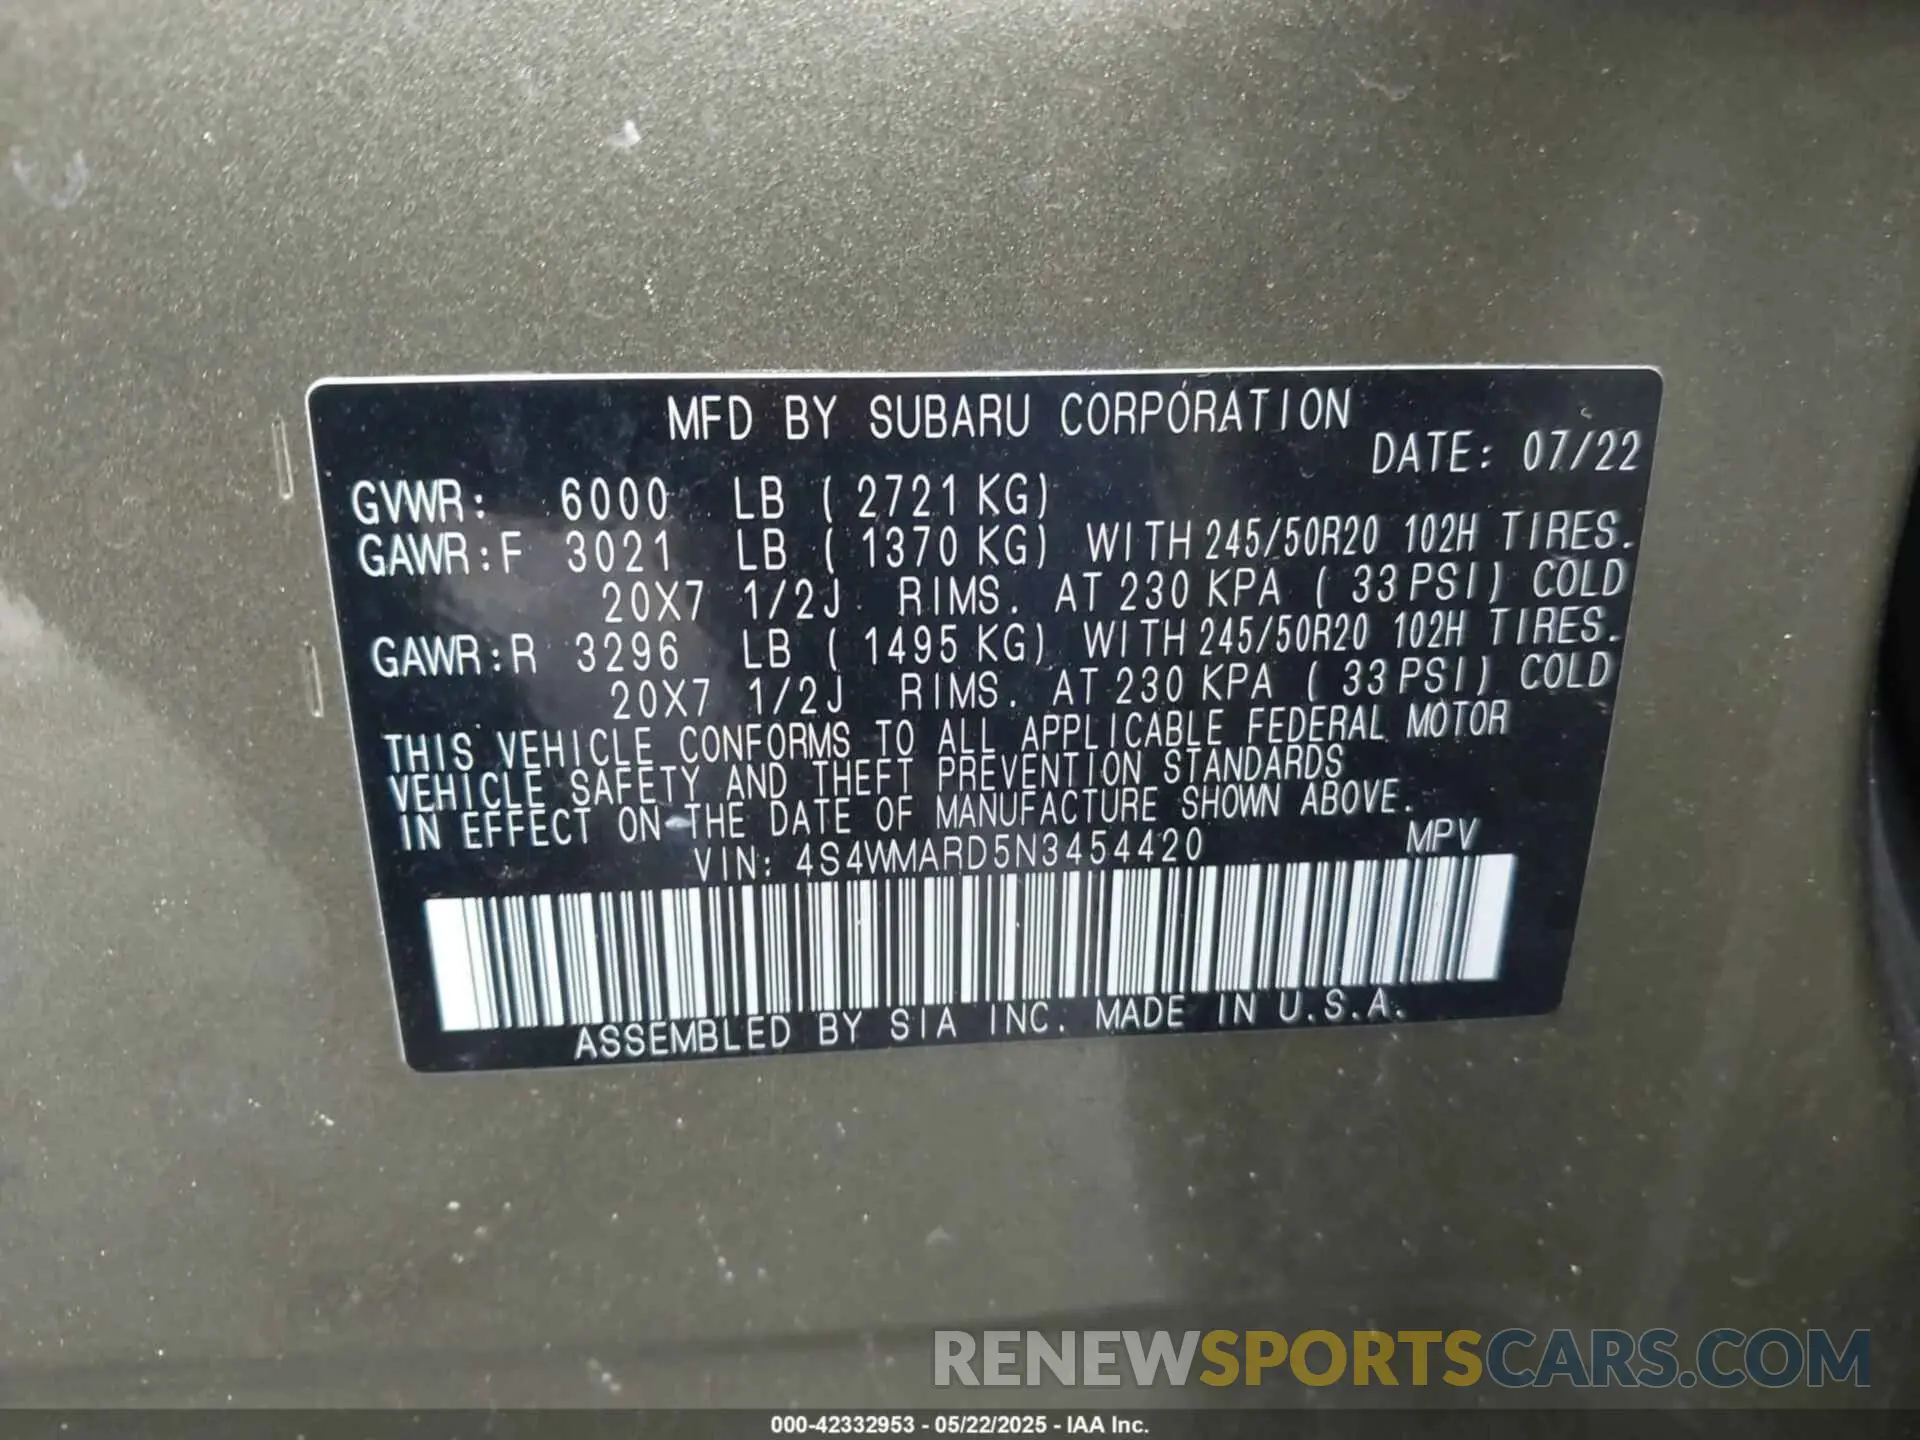 MFD BY SUBARU CORPORATION
DATE: 07/22
GVWR: 6000 LB ( 2721 KG)
GAWR:F 3021 LB ( 1370 KG) WITH 245/50R20 102H TIRES.
20X7 1/2J RIMS. AT 230 KPA ( 33 PSI) COLD
GAWR:R 3296 LB ( 1495 KG) WITH 245/50R20 102H TIRES.
20X7 1/2J RIMS. AT 230 KPA ( 33 PSI) COLD
THIS VEHICLE CONFORMS TO ALL APPLICABLE FEDERAL MOTOR
VEHICLE SAFETY AND THEFT PREVENTION STANDARDS
IN EFFECT ON THE DATE OF MANUFACTURE SHOWN ABOVE.
VIN: 4S4WMARD5N3454420 MPV
ASSEMBLED BY SIA INC. MADE IN U.S.A.
RENEWSPORTSCARS.COM
000-42332953 - 05/22/2025 - IAA Inc.